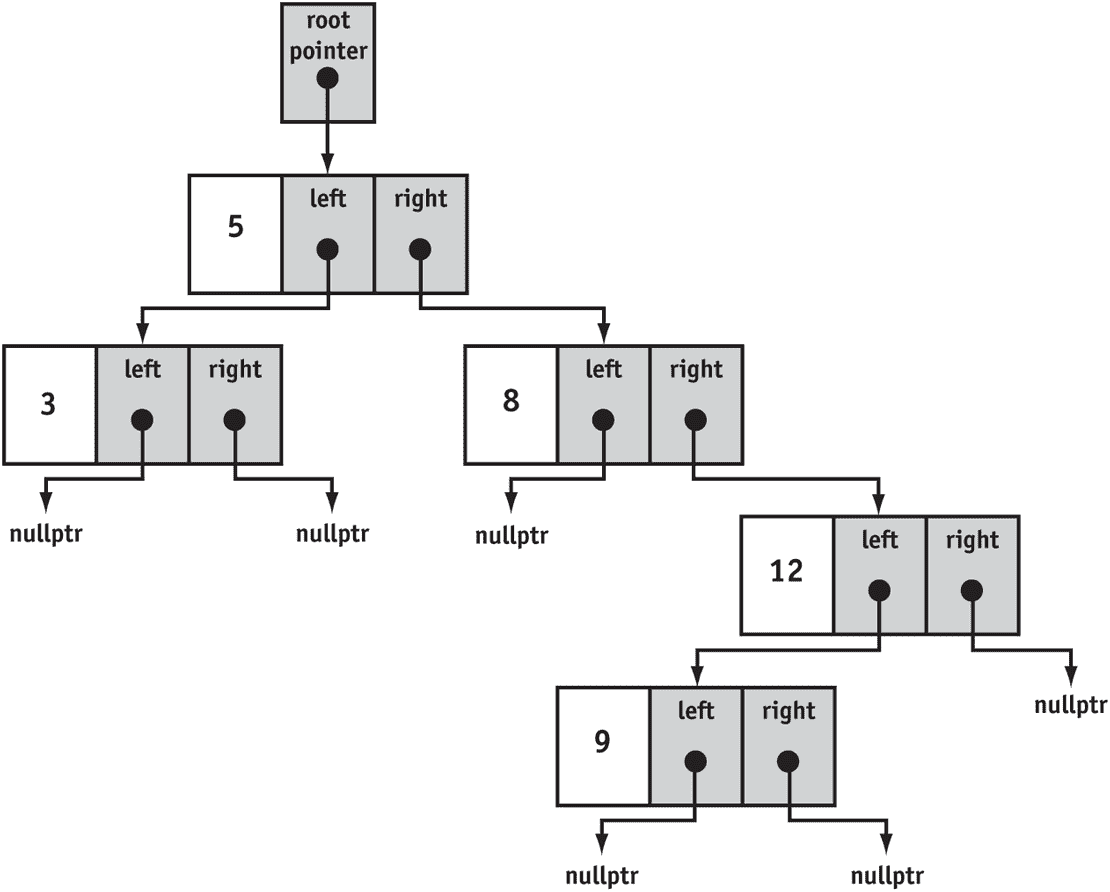 root
pointer
5 left right
3 left right
8 left right
nullptr nullptr nullptr
12 left right
nullptr
9 left right
nullptr nullptr